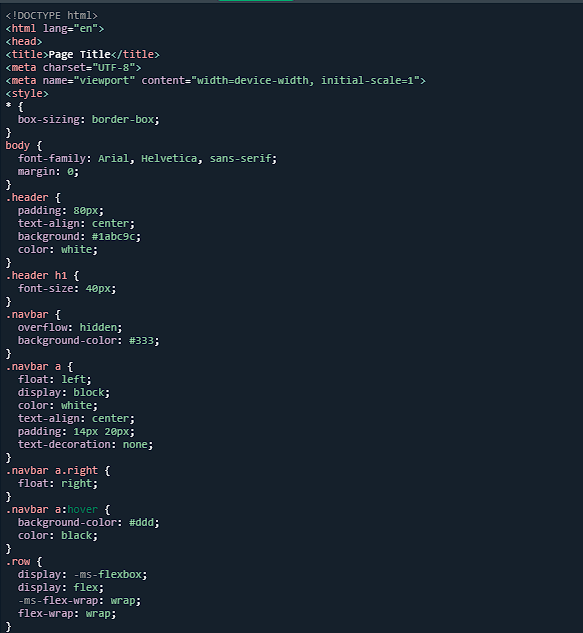 <!DOCTYPE html>
<html lang="en">
<head>
<title>Page Title</title>
<meta charset="UTF-8">
<meta name="viewport" content="width=device-width, initial-scale=1">
<style>
* {
  box-sizing: border-box;
}
body {
  font-family: Arial, Helvetica, sans-serif;
  margin: 0;
}
.header {
  padding: 80px;
  text-align: center;
  background: #1abc9c;
  color: white;
}
.header h1 {
  font-size: 40px;
}
.navbar {
  overflow: hidden;
  background-color: #333;
}
.navbar a {
  float: left;
  display: block;
  color: white;
  text-align: center;
  padding: 14px 20px;
  text-decoration: none;
}
.navbar a.right {
  float: right;
}
.navbar a:hover {
  background-color: #ddd;
  color: black;
}
.row {
  display: -ms-flexbox;
  display: flex;
  -ms-flex-wrap: wrap;
  flex-wrap: wrap;
}